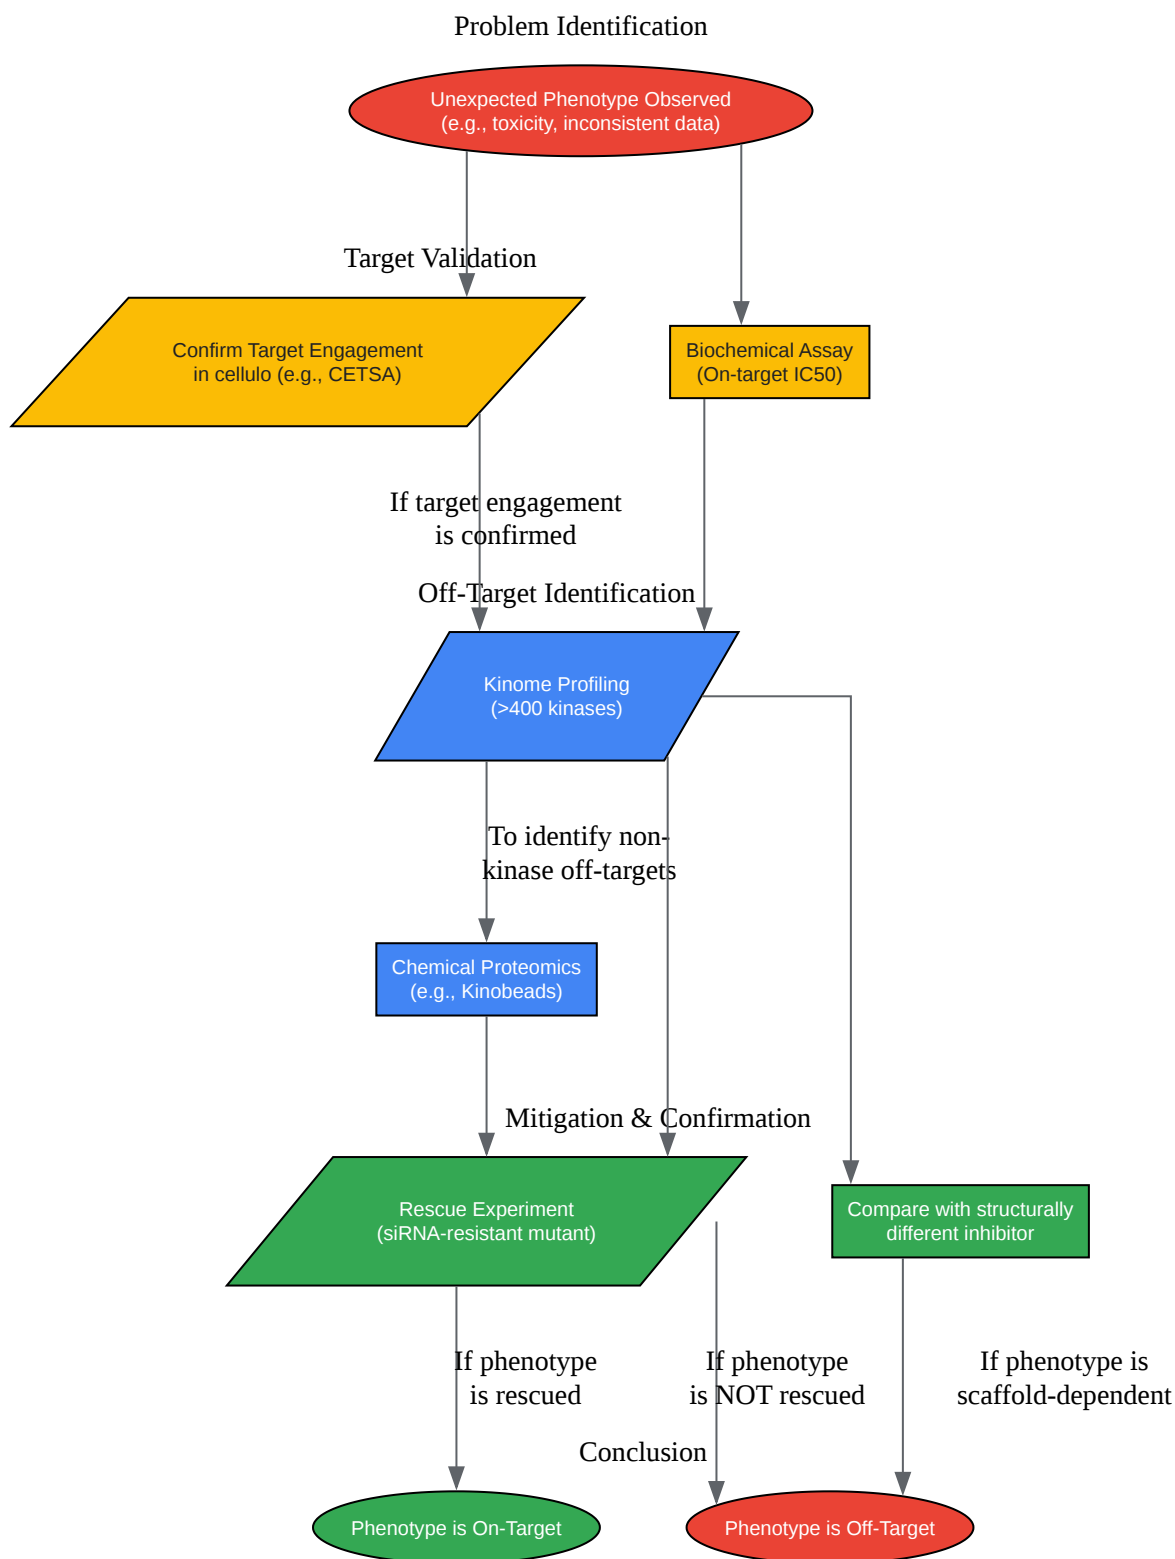 Problem Identification
Unexpected Phenotype Observed
(e.g., toxicity, inconsistent data)
Target Validation
Confirm Target Engagement
in cellulo (e.g., CETSA)
Biochemical Assay
(On-target IC50)
If target engagement
is confirmed
Off-Target Identification
Kinome Profiling
(>400 kinases)
To identify non-
kinase off-targets
Chemical Proteomics
(e.g., Kinobeads)
Mitigation & Confirmation
Rescue Experiment
(siRNA-resistant mutant)
Compare with structurally
different inhibitor
If phenotype
is rescued
If phenotype
is NOT rescued
If phenotype is
scaffold-dependent
Conclusion
Phenotype is On-Target
Phenotype is Off-Target